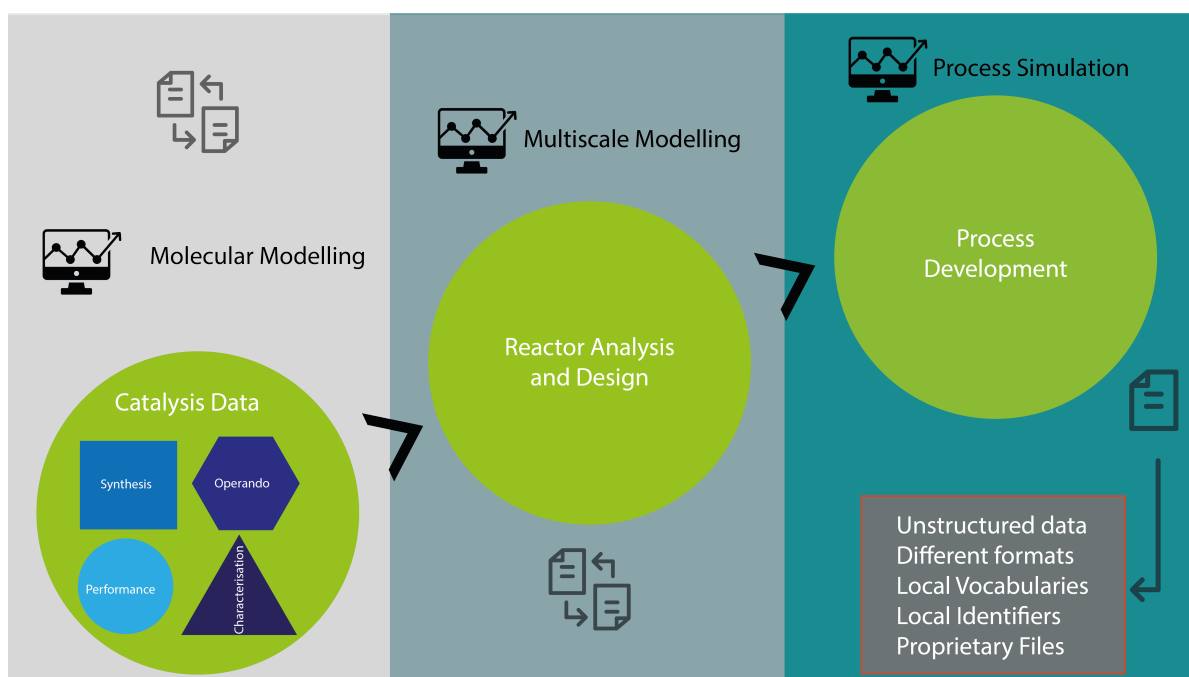 Molecular Modelling
Catalysis Data
Synthesis
Operando
Performance
Characterisation
Multiscale Modelling
Reactor Analysis
and Design
Process Simulation
Process
Development
Unstructured data
Different formats
Local Vocabularies
Local Identifiers
Proprietary Files